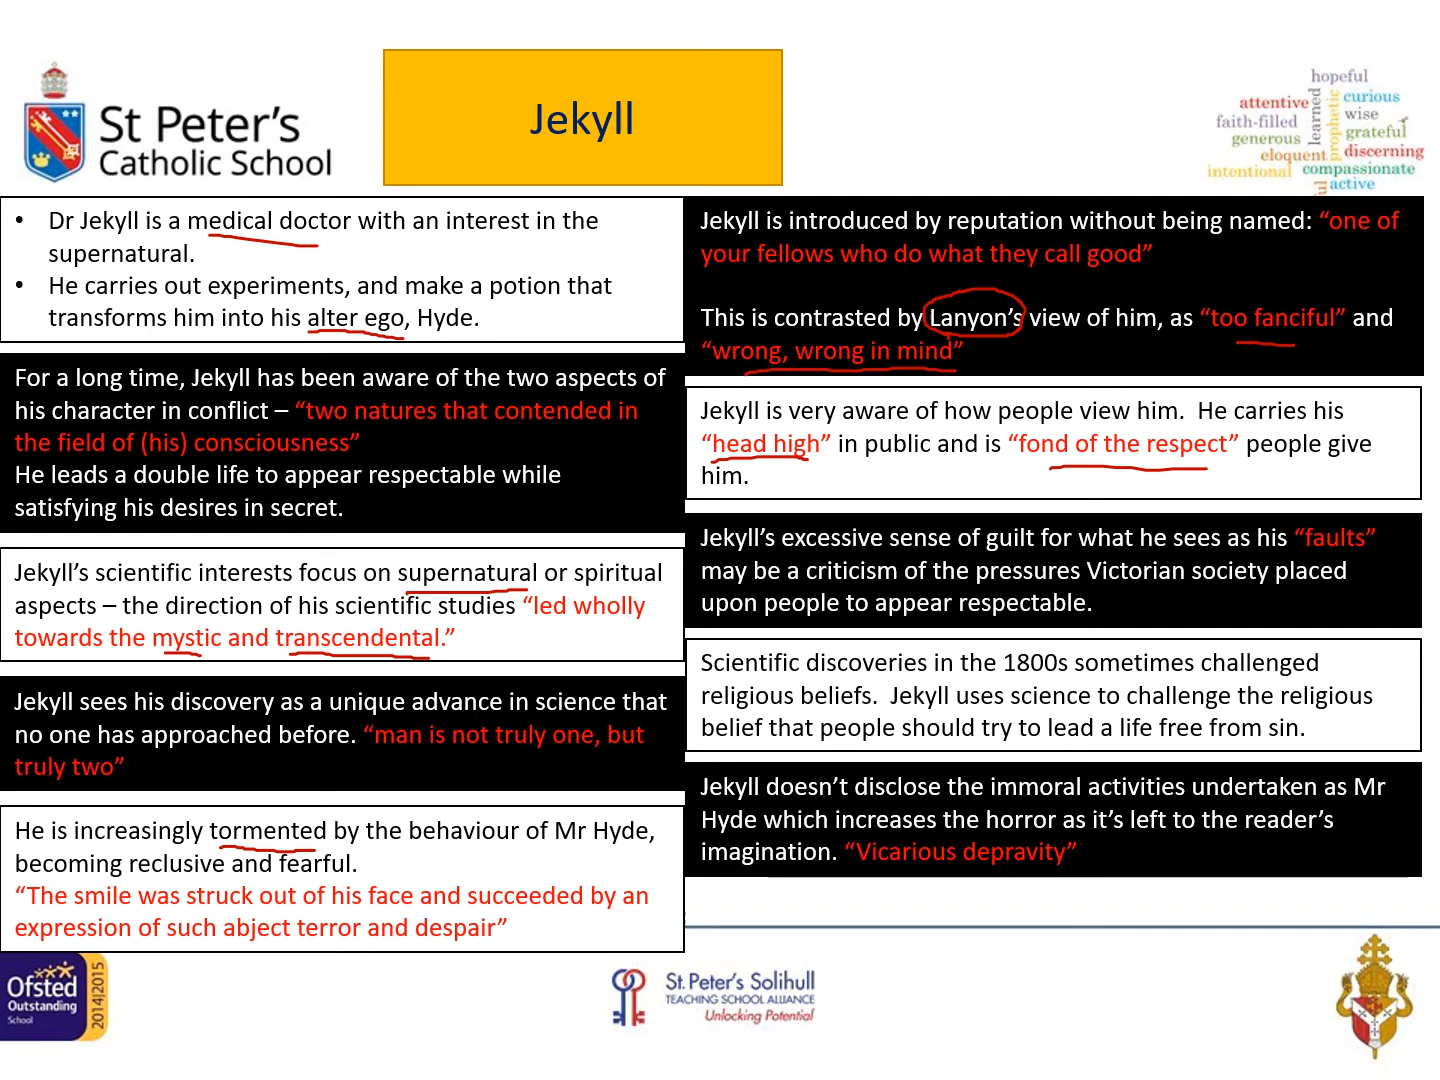 St Peter's
Catholic School
Jekyll
hopeful
attentive
learned
prophetic
curious
faith-filled
wise
generous
grateful
eloquent
discerning
intentional
compassionate
ul
active
• Dr Jekyll is a medical doctor with an interest in the
supernatural.
• He carries out experiments, and make a potion that
transforms him into his alter ego, Hyde.
For a long time, Jekyll has been aware of the two aspects of
his character in conflict – “two natures that contended in
the field of (his) consciousness”
He leads a double life to appear respectable while
satisfying his desires in secret.
Jekyll’s scientific interests focus on supernatural or spiritual
aspects – the direction of his scientific studies “led wholly
towards the mystic and transcendental.”
Jekyll sees his discovery as a unique advance in science that
no one has approached before. “man is not truly one, but
truly two”
He is increasingly tormented by the behaviour of Mr Hyde,
becoming reclusive and fearful.
“The smile was struck out of his face and succeeded by an
expression of such abject terror and despair”
Jekyll is introduced by reputation without being named: “one of
your fellows who do what they call good”
This is contrasted by Lanyon’s view of him, as “too fanciful” and
“wrong, wrong in mind”
Jekyll is very aware of how people view him. He carries his
“head high” in public and is “fond of the respect” people give
him.
Jekyll’s excessive sense of guilt for what he sees as his “faults”
may be a criticism of the pressures Victorian society placed
upon people to appear respectable.
Scientific discoveries in the 1800s sometimes challenged
religious beliefs. Jekyll uses science to challenge the religious
belief that people should try to lead a life free from sin.
Jekyll doesn’t disclose the immoral activities undertaken as Mr
Hyde which increases the horror as it’s left to the reader’s
imagination. “Vicarious depravity”
Ofsted
Outstanding
School
2014|2015
St. Peter's Solihull
TEACHING SCHOOL ALLIANCE
Unlocking Potential